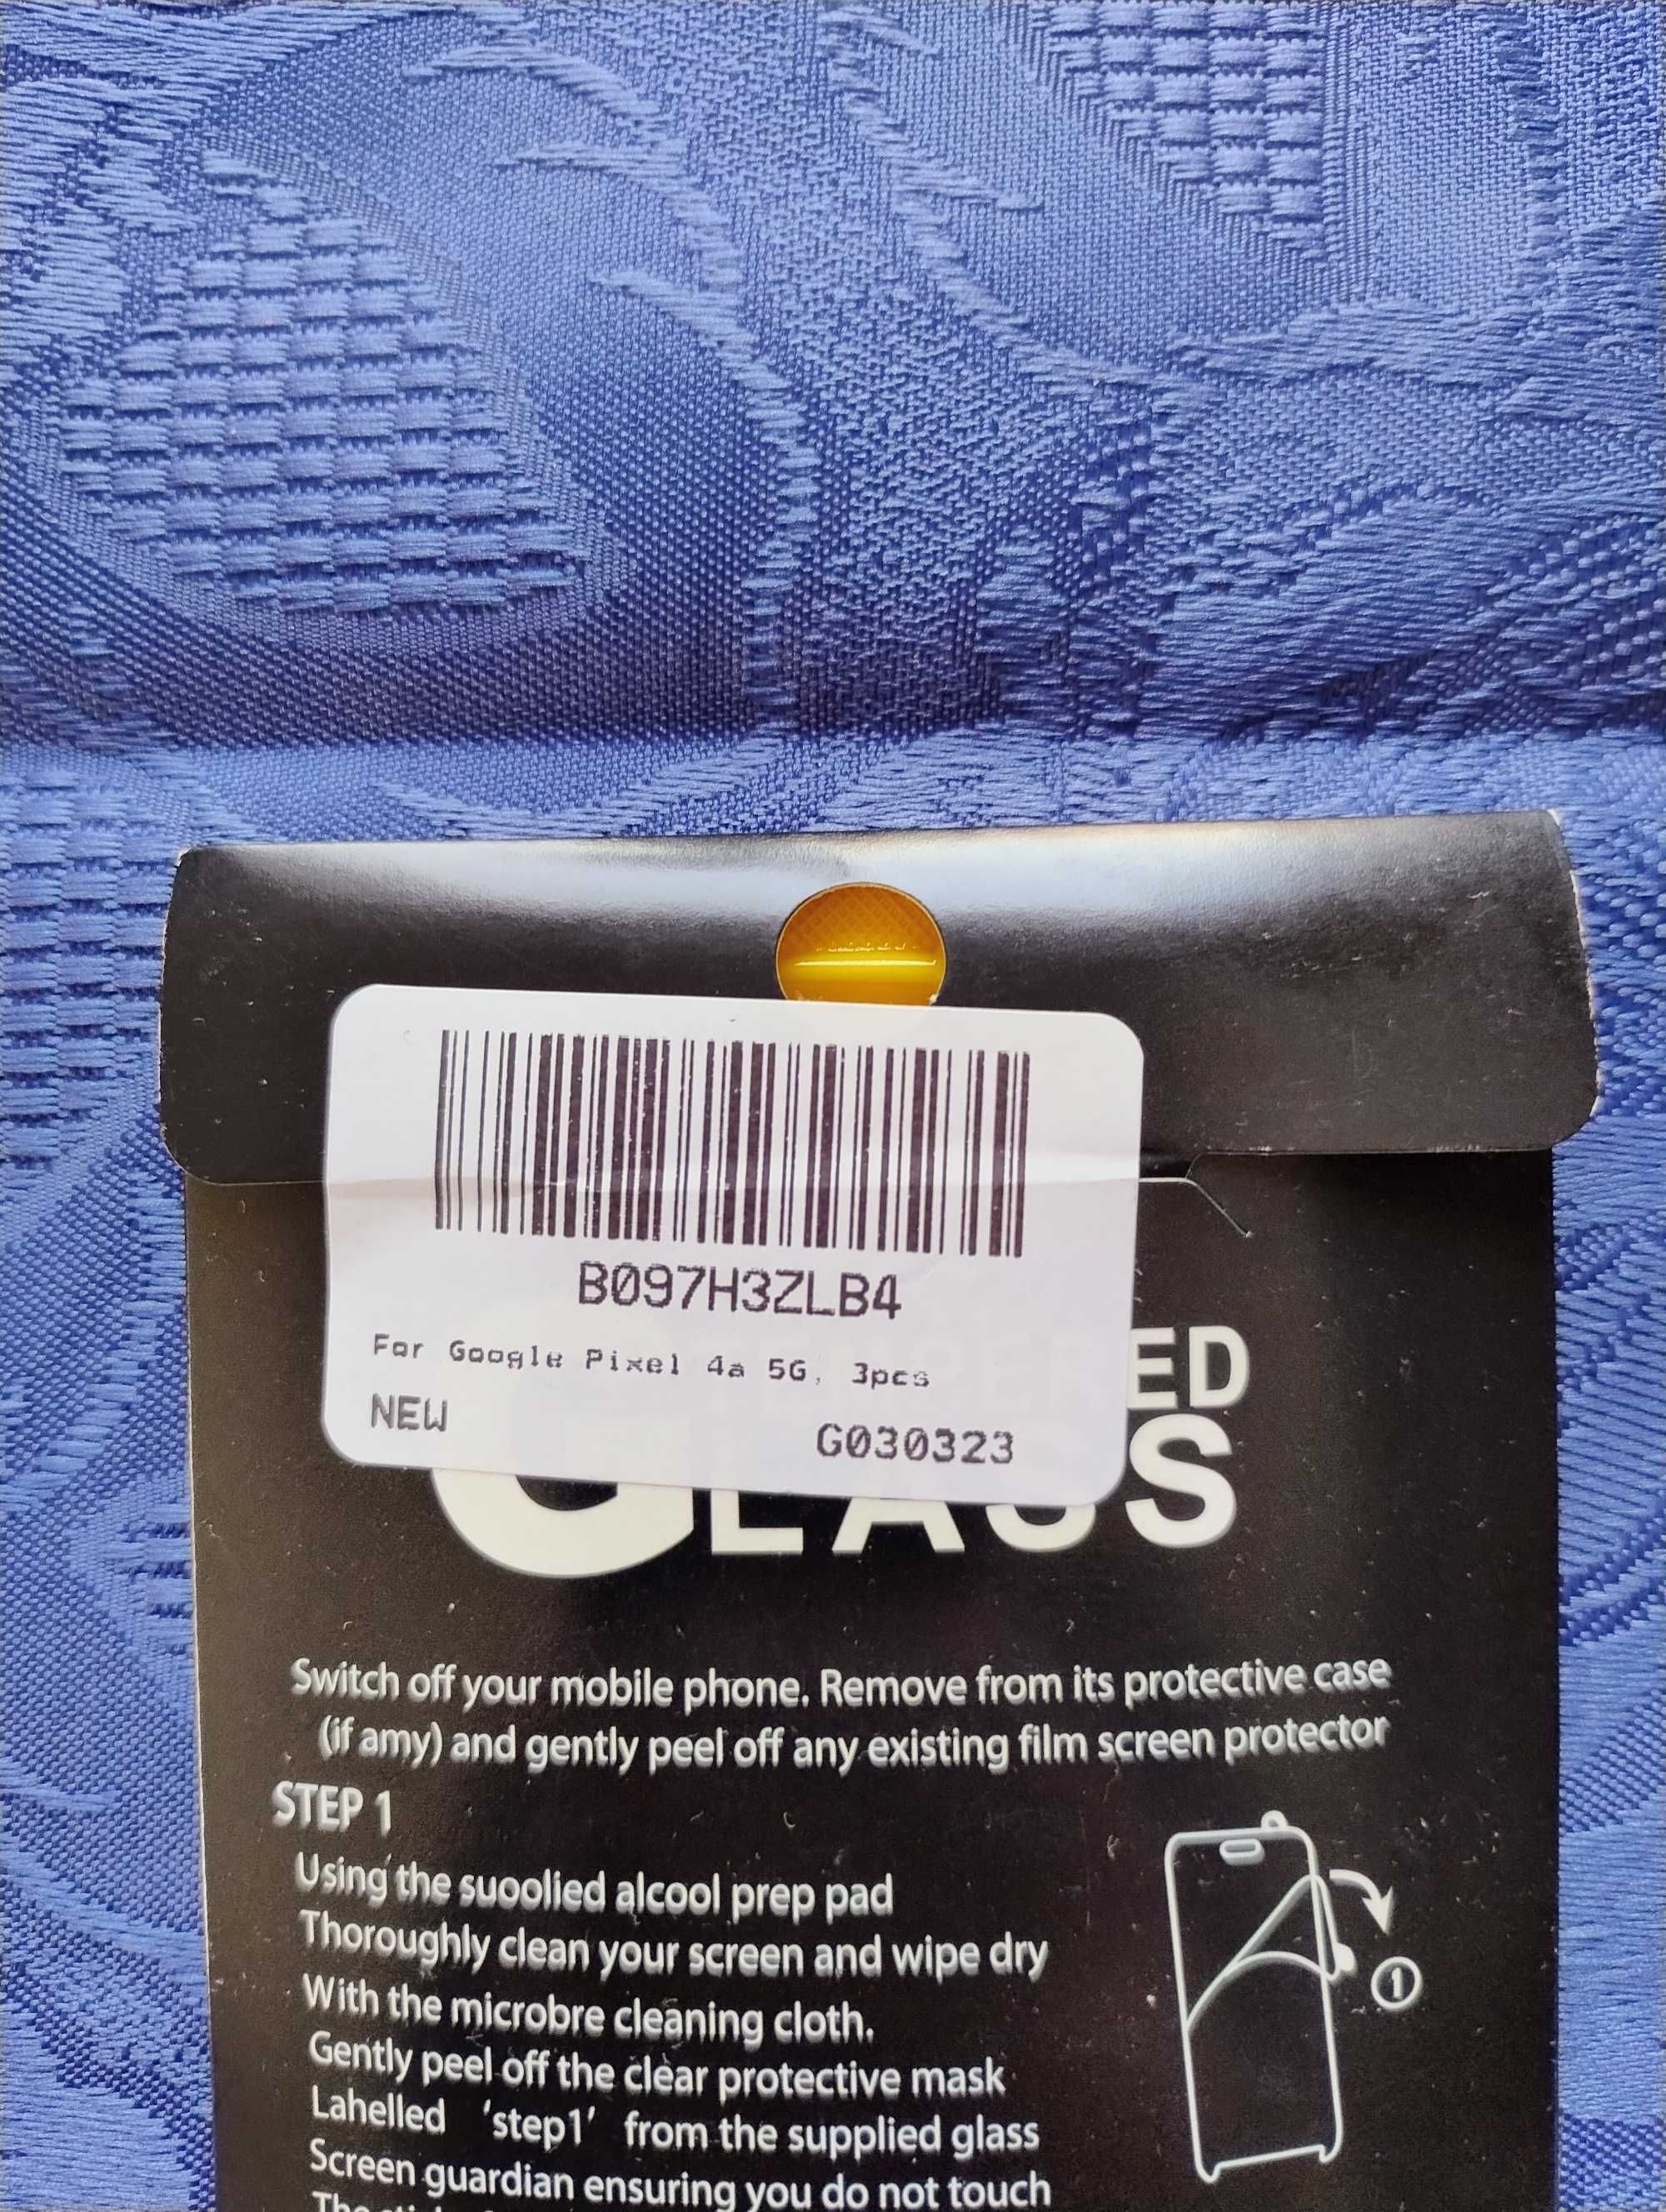 B097H3ZLB4
For Google Pixel 4a 5G, 3pcs
NEW
G030323
ED
GLASS
Switch off your mobile phone. Remove from its protective case
(if amy) and gently peel off any existing film screen protector
STEP 1
Using the suoolied alcool prep pad
Thoroughly clean your screen and wipe dry
With the microbre cleaning cloth.
Gently peel off the clear protective mask
Lahelled 'step1' from the supplied glass
Screen guardian ensuring you do not touch
1